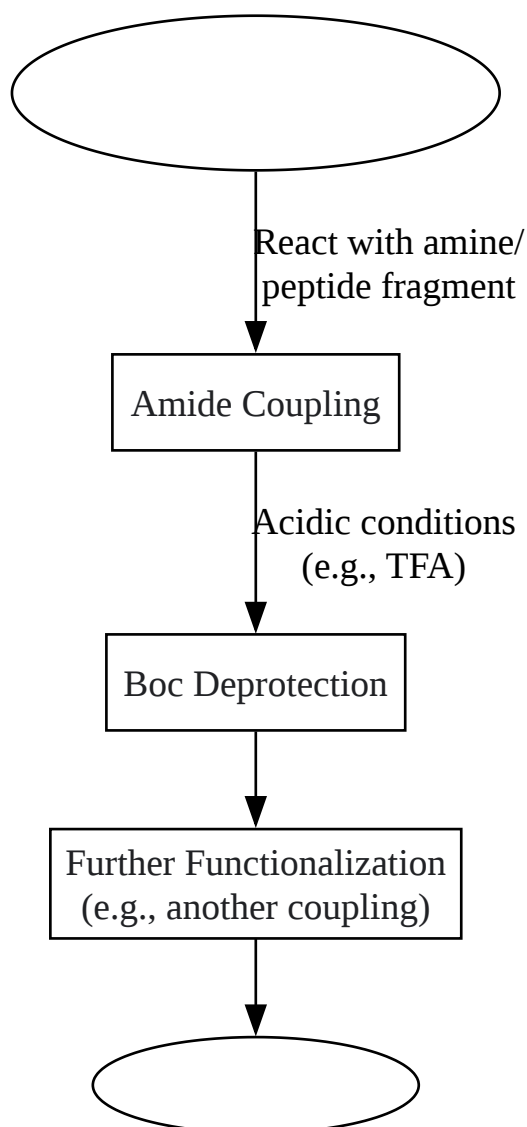 React with amine/
peptide fragment
Amide Coupling
Acidic conditions
(e.g., TFA)
Boc Deprotection
Further Functionalization
(e.g., another coupling)